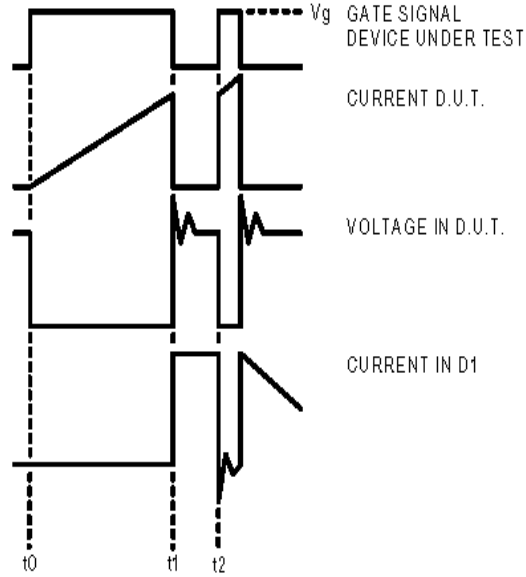 Vg GATE SIGNAL
DEVICE UNDER TEST
CURRENT D.U.T.
VOLTAGE IN D.U.T.
CURRENT IN D1
t0 t1 t2